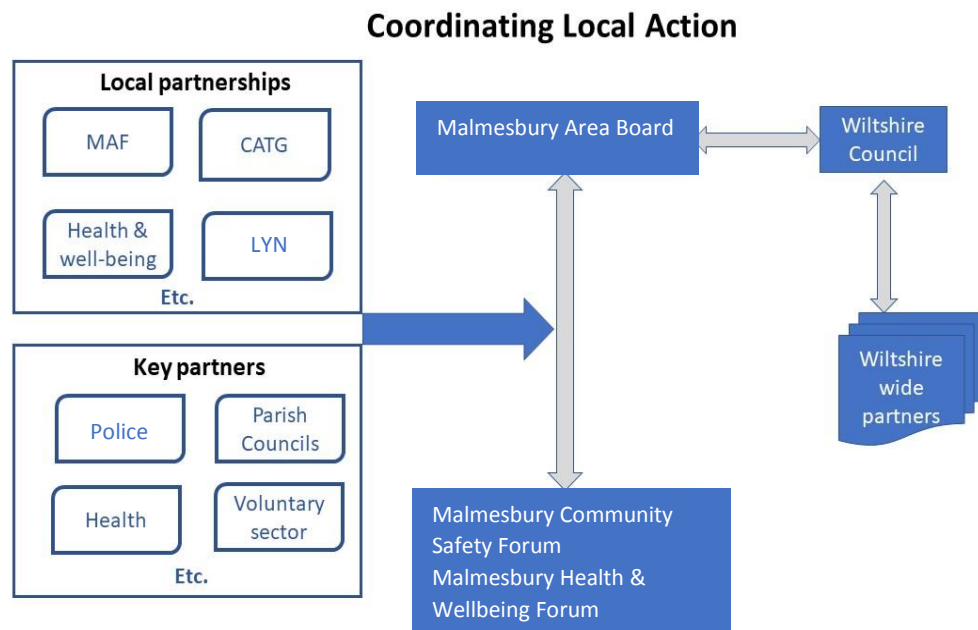 Coordinating Local Action
Local partnerships
MAF
CATG
Health &
well-being
LYN
Etc.
Key partners
Police
Parish
Councils
Health
Voluntary
sector
Etc.
Malmesbury Area Board
Wiltshire
Council
Wiltshire
wide
partners
Malmesbury Community
Safety Forum
Malmesbury Health &
Wellbeing Forum